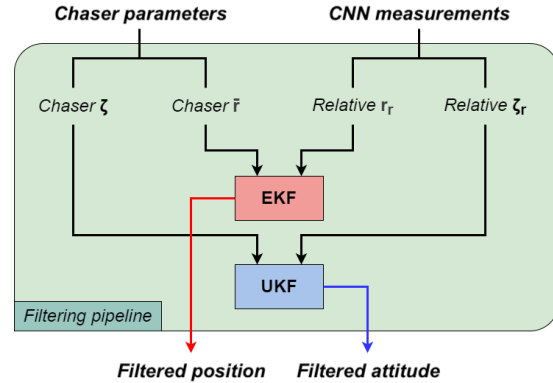 Chaser parameters CNN measurements
Chaser ζ Chaser r̄ Relative rᵣ Relative ζᵣ
EKF
UKF
Filtering pipeline
Filtered position Filtered attitude